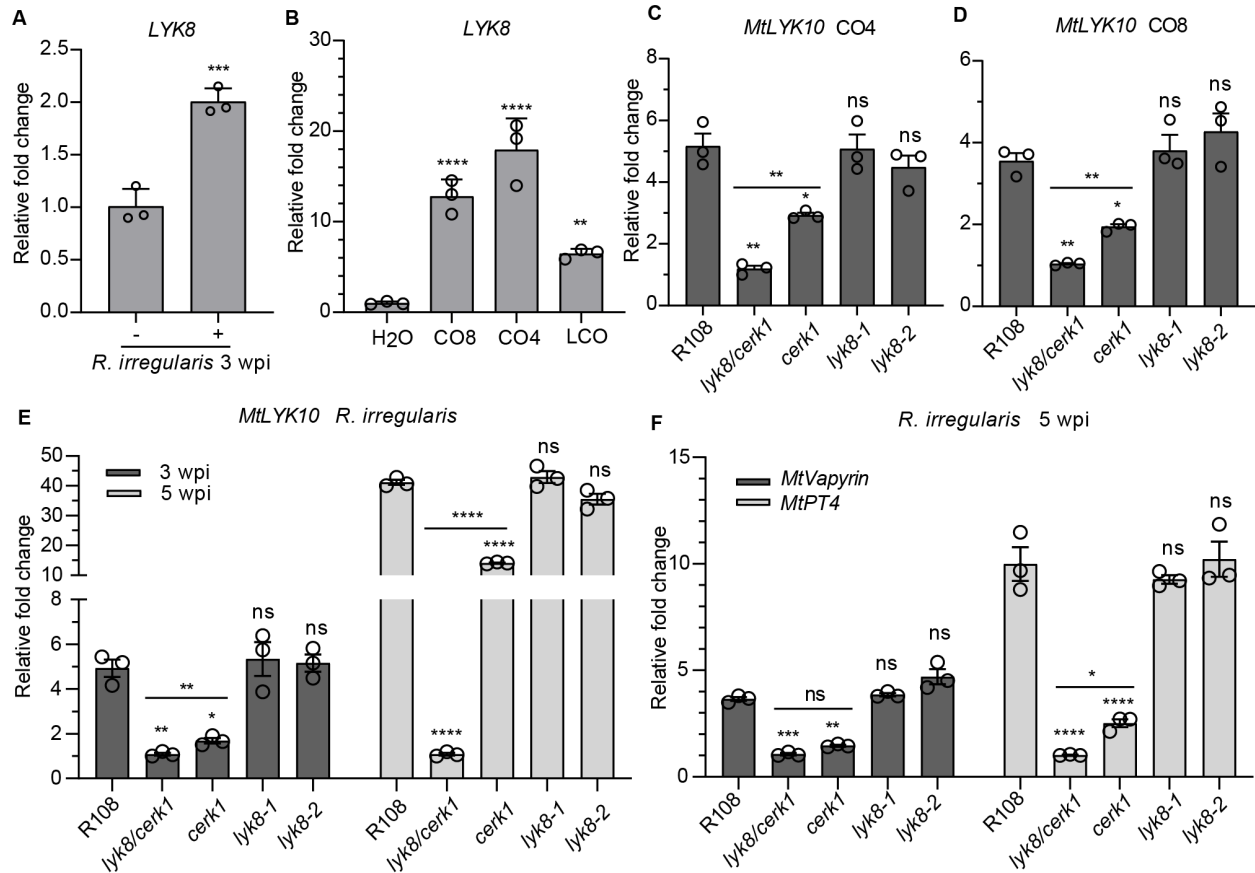 A
LYK8
Relative fold change
2.5
2.0
1.5
1.0
0.5
0.0
***
- +
R. irregularis 3 wpi
B
LYK8
Relative fold change
30
20
10
0
****
****
**
H2O CO8 CO4 LCO
C
MtLYK10 CO4
Relative fold change
8
6
4
2
0
**
**
*
ns
ns
R108 lyk8/cerk1 cerk1 lyk8-1 lyk8-2
D
MtLYK10 CO8
Relative fold change
6
4
2
0
**
**
*
ns
ns
R108 lyk8/cerk1 cerk1 lyk8-1 lyk8-2
E
MtLYK10 R. irregularis
3 wpi
5 wpi
Relative fold change
50
40
30
20
15
10
8
6
4
2
0
**
**
*
ns
ns
****
****
****
ns
ns
R108 lyk8/cerk1 cerk1 lyk8-1 lyk8-2 R108 lyk8/cerk1 cerk1 lyk8-1 lyk8-2
F
R. irregularis 5 wpi
MtVapyrin
MtPT4
Relative fold change
15
10
5
0
ns
***
**
ns
ns
*
****
****
ns
ns
R108 lyk8/cerk1 cerk1 lyk8-1 lyk8-2 R108 lyk8/cerk1 cerk1 lyk8-1 lyk8-2